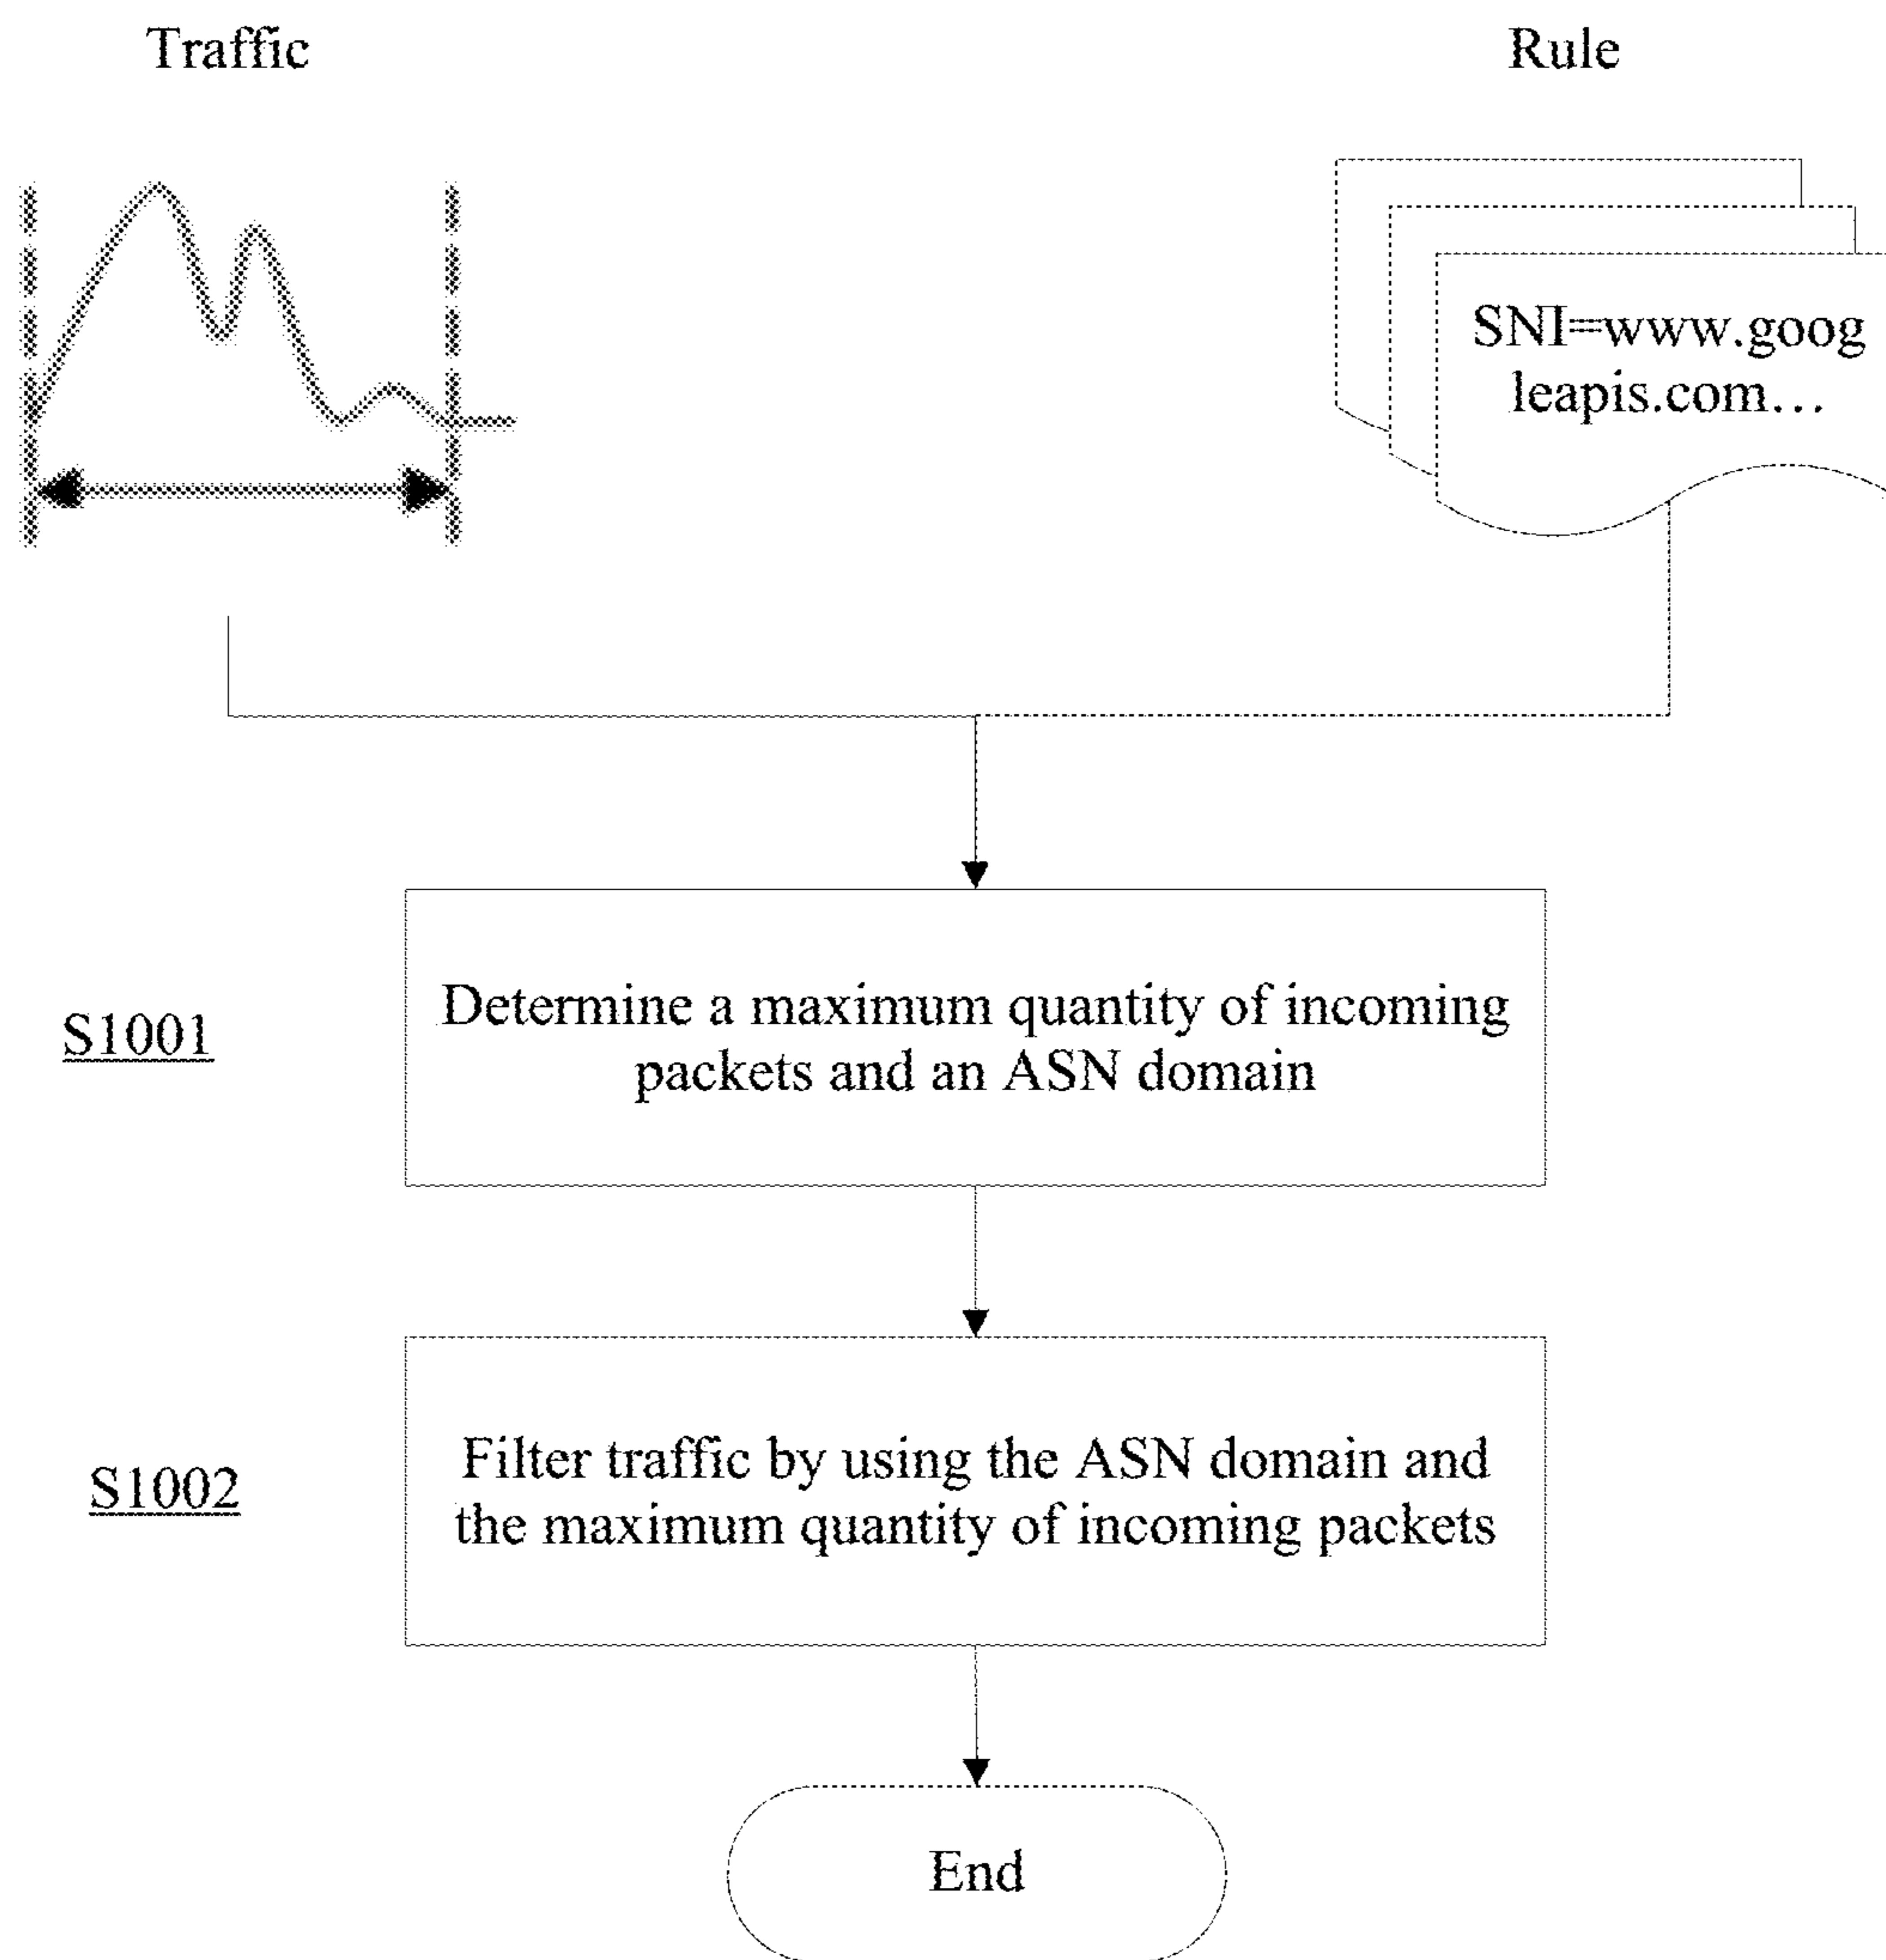 Traffic
Rule
SNI=www.goog
leapis.com...
S1001
Determine a maximum quantity of incoming
packets and an ASN domain
S1002
Filter traffic by using the ASN domain and
the maximum quantity of incoming packets
End